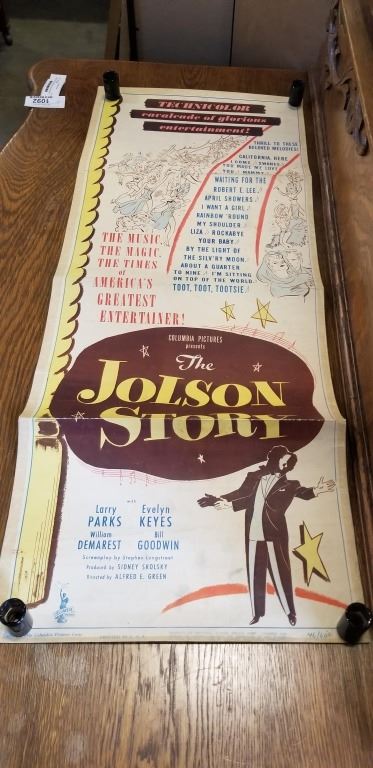 1092
TECHNICOLOR
cavalcade of glorious
entertainment!
THRILL TO THESE
BELOVED MELODIES!
CALIFORNIA, HERE
I COME
SWANEE
YOU MADE ME LOVE
YOU
MAMMY
WAITING FOR THE
ROBERT E. LEE
APRIL SHOWERS
I WANT A GIRL
RAINBOW 'ROUND
MY SHOULDER
LIZA
ROCKABYE
YOUR BABY
BY THE LIGHT OF
THE SILV'RY MOON
ABOUT A QUARTER
TO NINE
I'M SITTING
ON TOP OF THE WORLD
TOOT, TOOT, TOOTSIE
THE MUSIC...
THE MAGIC...
THE TIMES
of
AMERICA'S
GREATEST
ENTERTAINER!
COLUMBIA PICTURES
presents
The
JOLSON
STORY
with
Larry PARKS
Evelyn KEYES
William DEMAREST
Bill GOODWIN
Screenplay by Stephen Longstreet
Produced by SIDNEY SKOLSKY
Directed by ALFRED E. GREEN